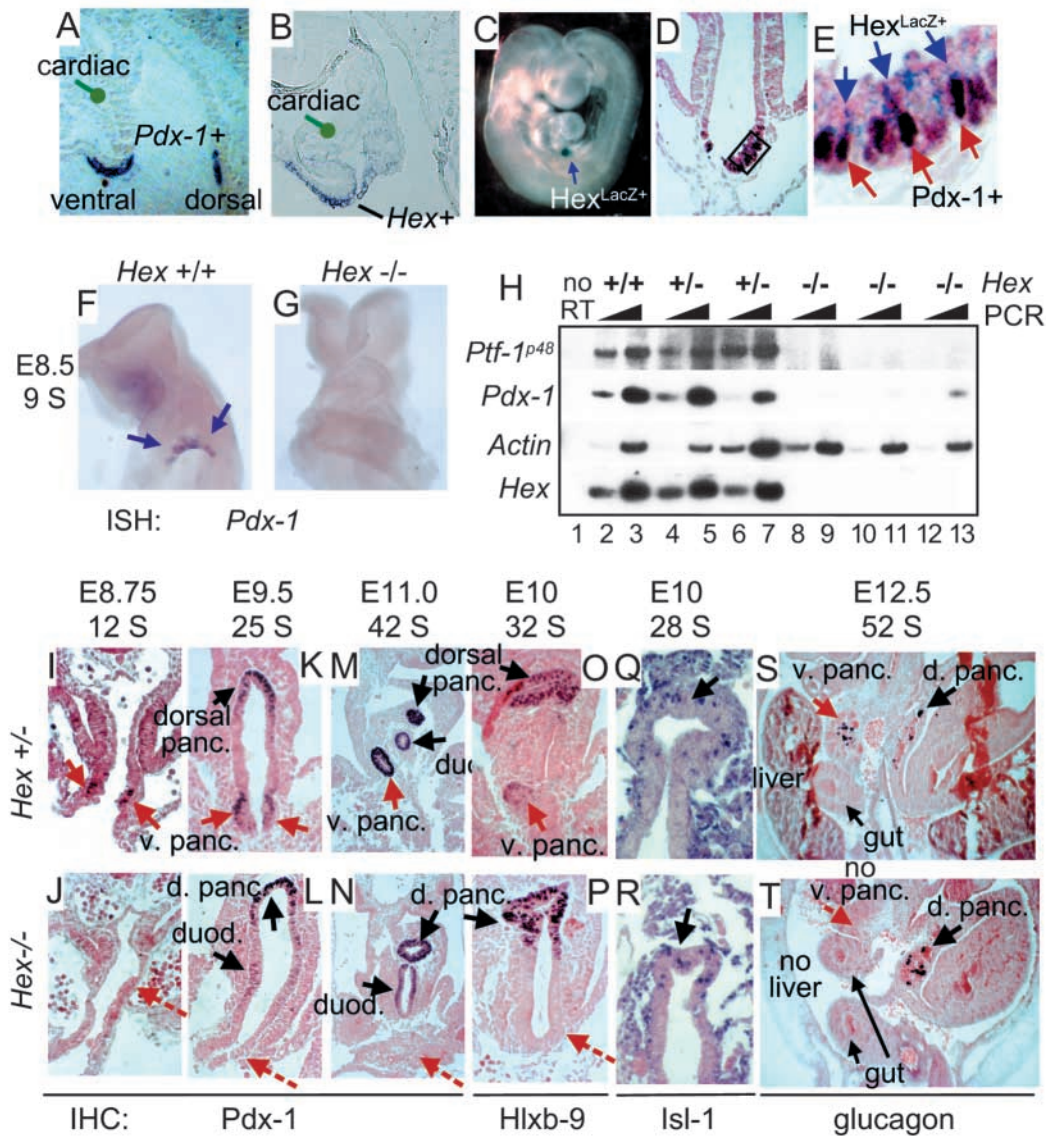 A
cardiac
Pdx-1+
ventral
dorsal
B
cardiac
Hex+
C
HexLacZ+
D
E
HexLacZ+
Pdx-1+
Hex +/+
Hex -/-
F
G
E8.5
9 S
ISH: Pdx-1
H
no +/+ +/- +/- -/- -/- -/- Hex
RT PCR
Ptf-1p48
Pdx-1
Actin
Hex
1 2 3 4 5 6 7 8 9 10 11 12 13
E8.75 E9.5 E11.0 E10 E10 E12.5
12 S 25 S 42 S 32 S 28 S 52 S
Hex +/-
I
v. panc.
K
dorsal
panc.
M
duod
v. panc.
dorsal
panc.
O
v. panc.
Q
S
v. panc.
d. panc.
liver
gut
Hex-/-
J
d. panc.
L
duod.
N
d. panc.
duod.
P
R
no
v. panc.
T
d. panc.
no
liver
gut
IHC: Pdx-1 Hlxb-9 Isl-1 glucagon